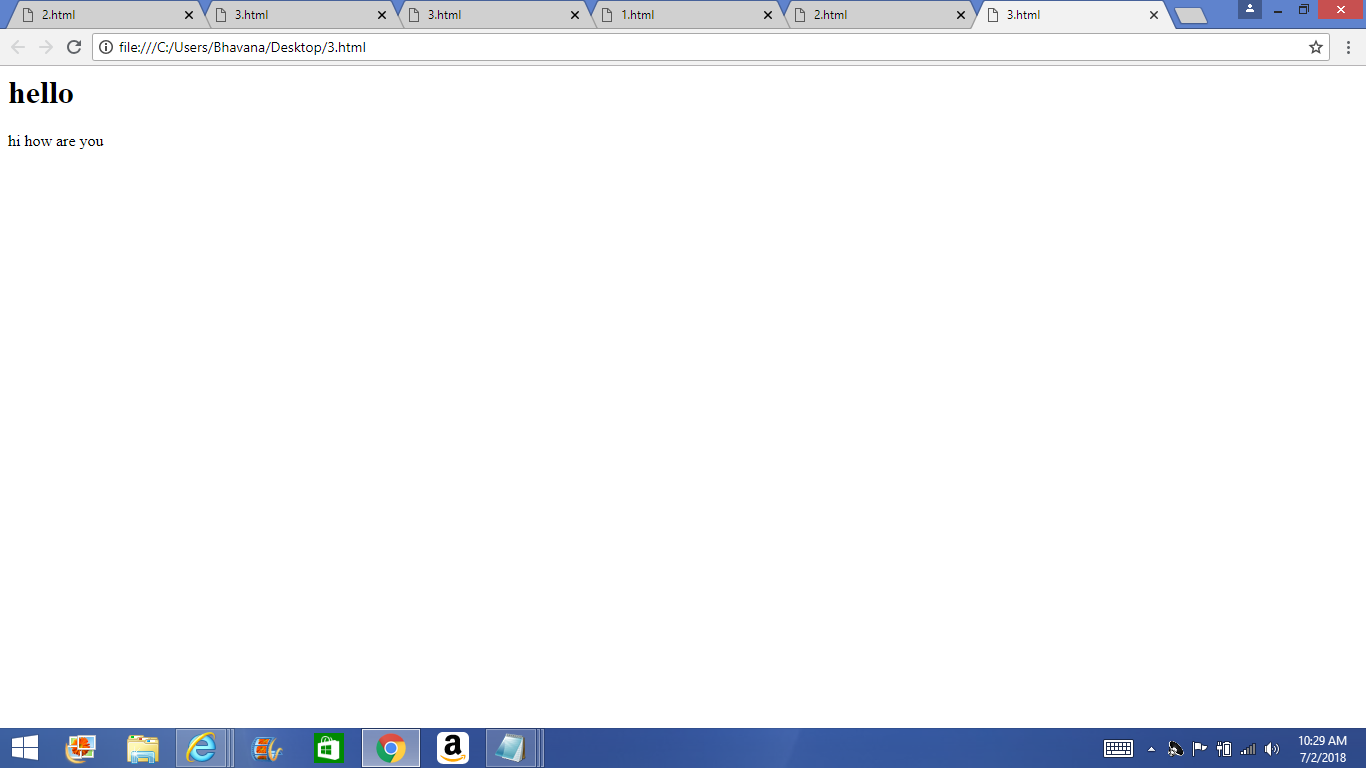 2.html
3.html
3.html
1.html
2.html
3.html
file:///C:/Users/Bhavana/Desktop/3.html
hello
hi how are you
a
10:29 AM
7/2/2018